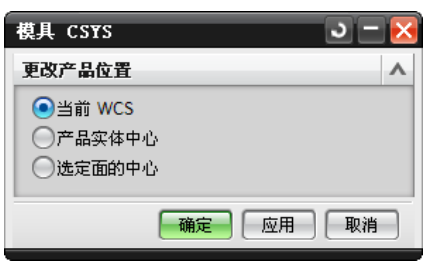 模具 CSYS
更改产品位置
当前 WCS
产品实体中心
选定面的中心
确定 应用 取消